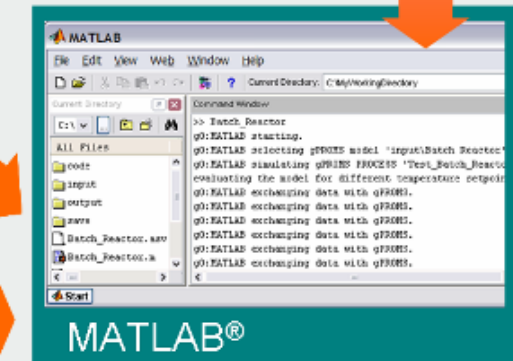 MATLAB
File Edit View Web Window Help
? Current Directory: C:\MyWorkingDirectory
Current Directory
Command Window
C:\
All Files
code
input
output
save
Batch_Reactor.asv
Batch_Reactor.m
>> Batch_Reactor
gO:MATLAB starting.
gO:MATLAB selecting gPROMS model 'input\Batch Reactor'
gO:MATLAB simulating gPROMS PROCESS 'Test_Batch_Reacto
evaluating the model for different temperature setpoin
gO:MATLAB exchanging data with gPROMS.
gO:MATLAB exchanging data with gPROMS.
gO:MATLAB exchanging data with gPROMS.
gO:MATLAB exchanging data with gPROMS.
gO:MATLAB exchanging data with gPROMS.
gO:MATLAB exchanging data with gPROMS.
Start
MATLAB®